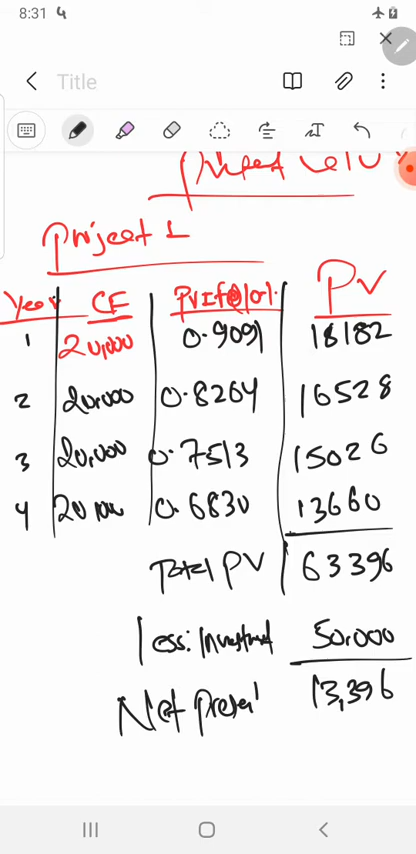 8:31
Title
Project 1
Year CF PVIF@10% PV
1 20,000 0.9091 18182
2 20.000 0.8264 16528
3 20.000 0.7513 15026
4 20 000 0.6830 13660
Total PV 63396
less: Investment 50.000
Net Present 13,396